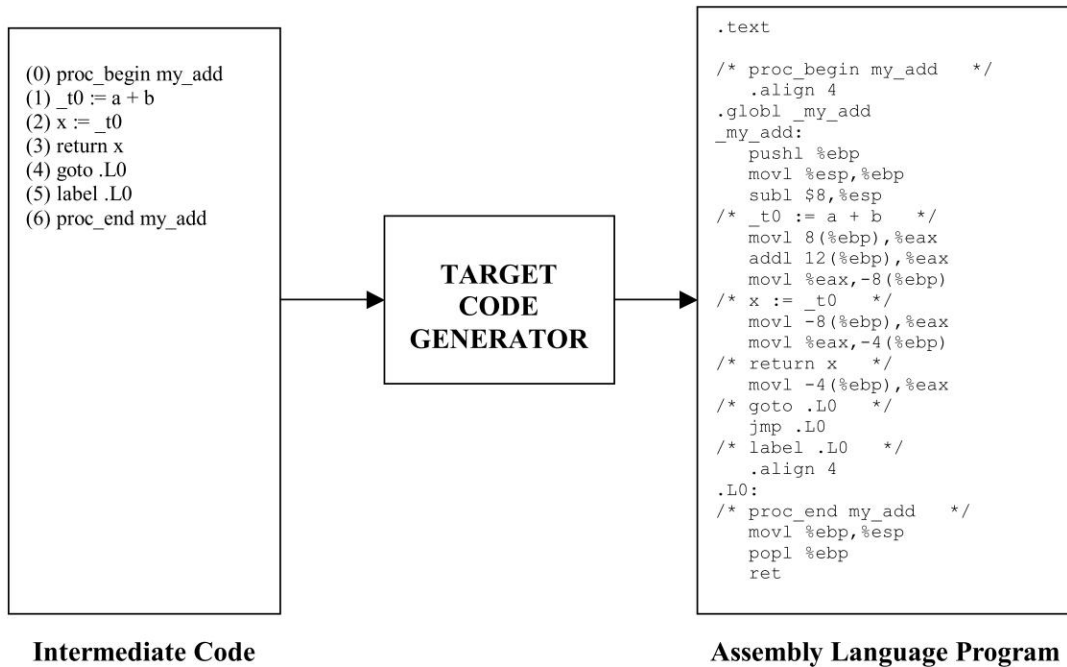 (0) proc_begin my_add
(1) _t0 := a + b
(2) x := _t0
(3) return x
(4) goto .L0
(5) label .L0
(6) proc_end my_add
Intermediate Code
TARGET
CODE
GENERATOR
.text
/* proc_begin my_add   */
   .align 4
.globl _my_add
_my_add:
   pushl %ebp
   movl %esp,%ebp
   subl $8,%esp
/* _t0 := a + b   */
   movl 8(%ebp),%eax
   addl 12(%ebp),%eax
   movl %eax,-8(%ebp)
/* x := _t0   */
   movl -8(%ebp),%eax
   movl %eax,-4(%ebp)
/* return x   */
   movl -4(%ebp),%eax
/* goto .L0   */
   jmp .L0
/* label .L0   */
   .align 4
.L0:
/* proc_end my_add   */
   movl %ebp,%esp
   popl %ebp
   ret
Assembly Language Program